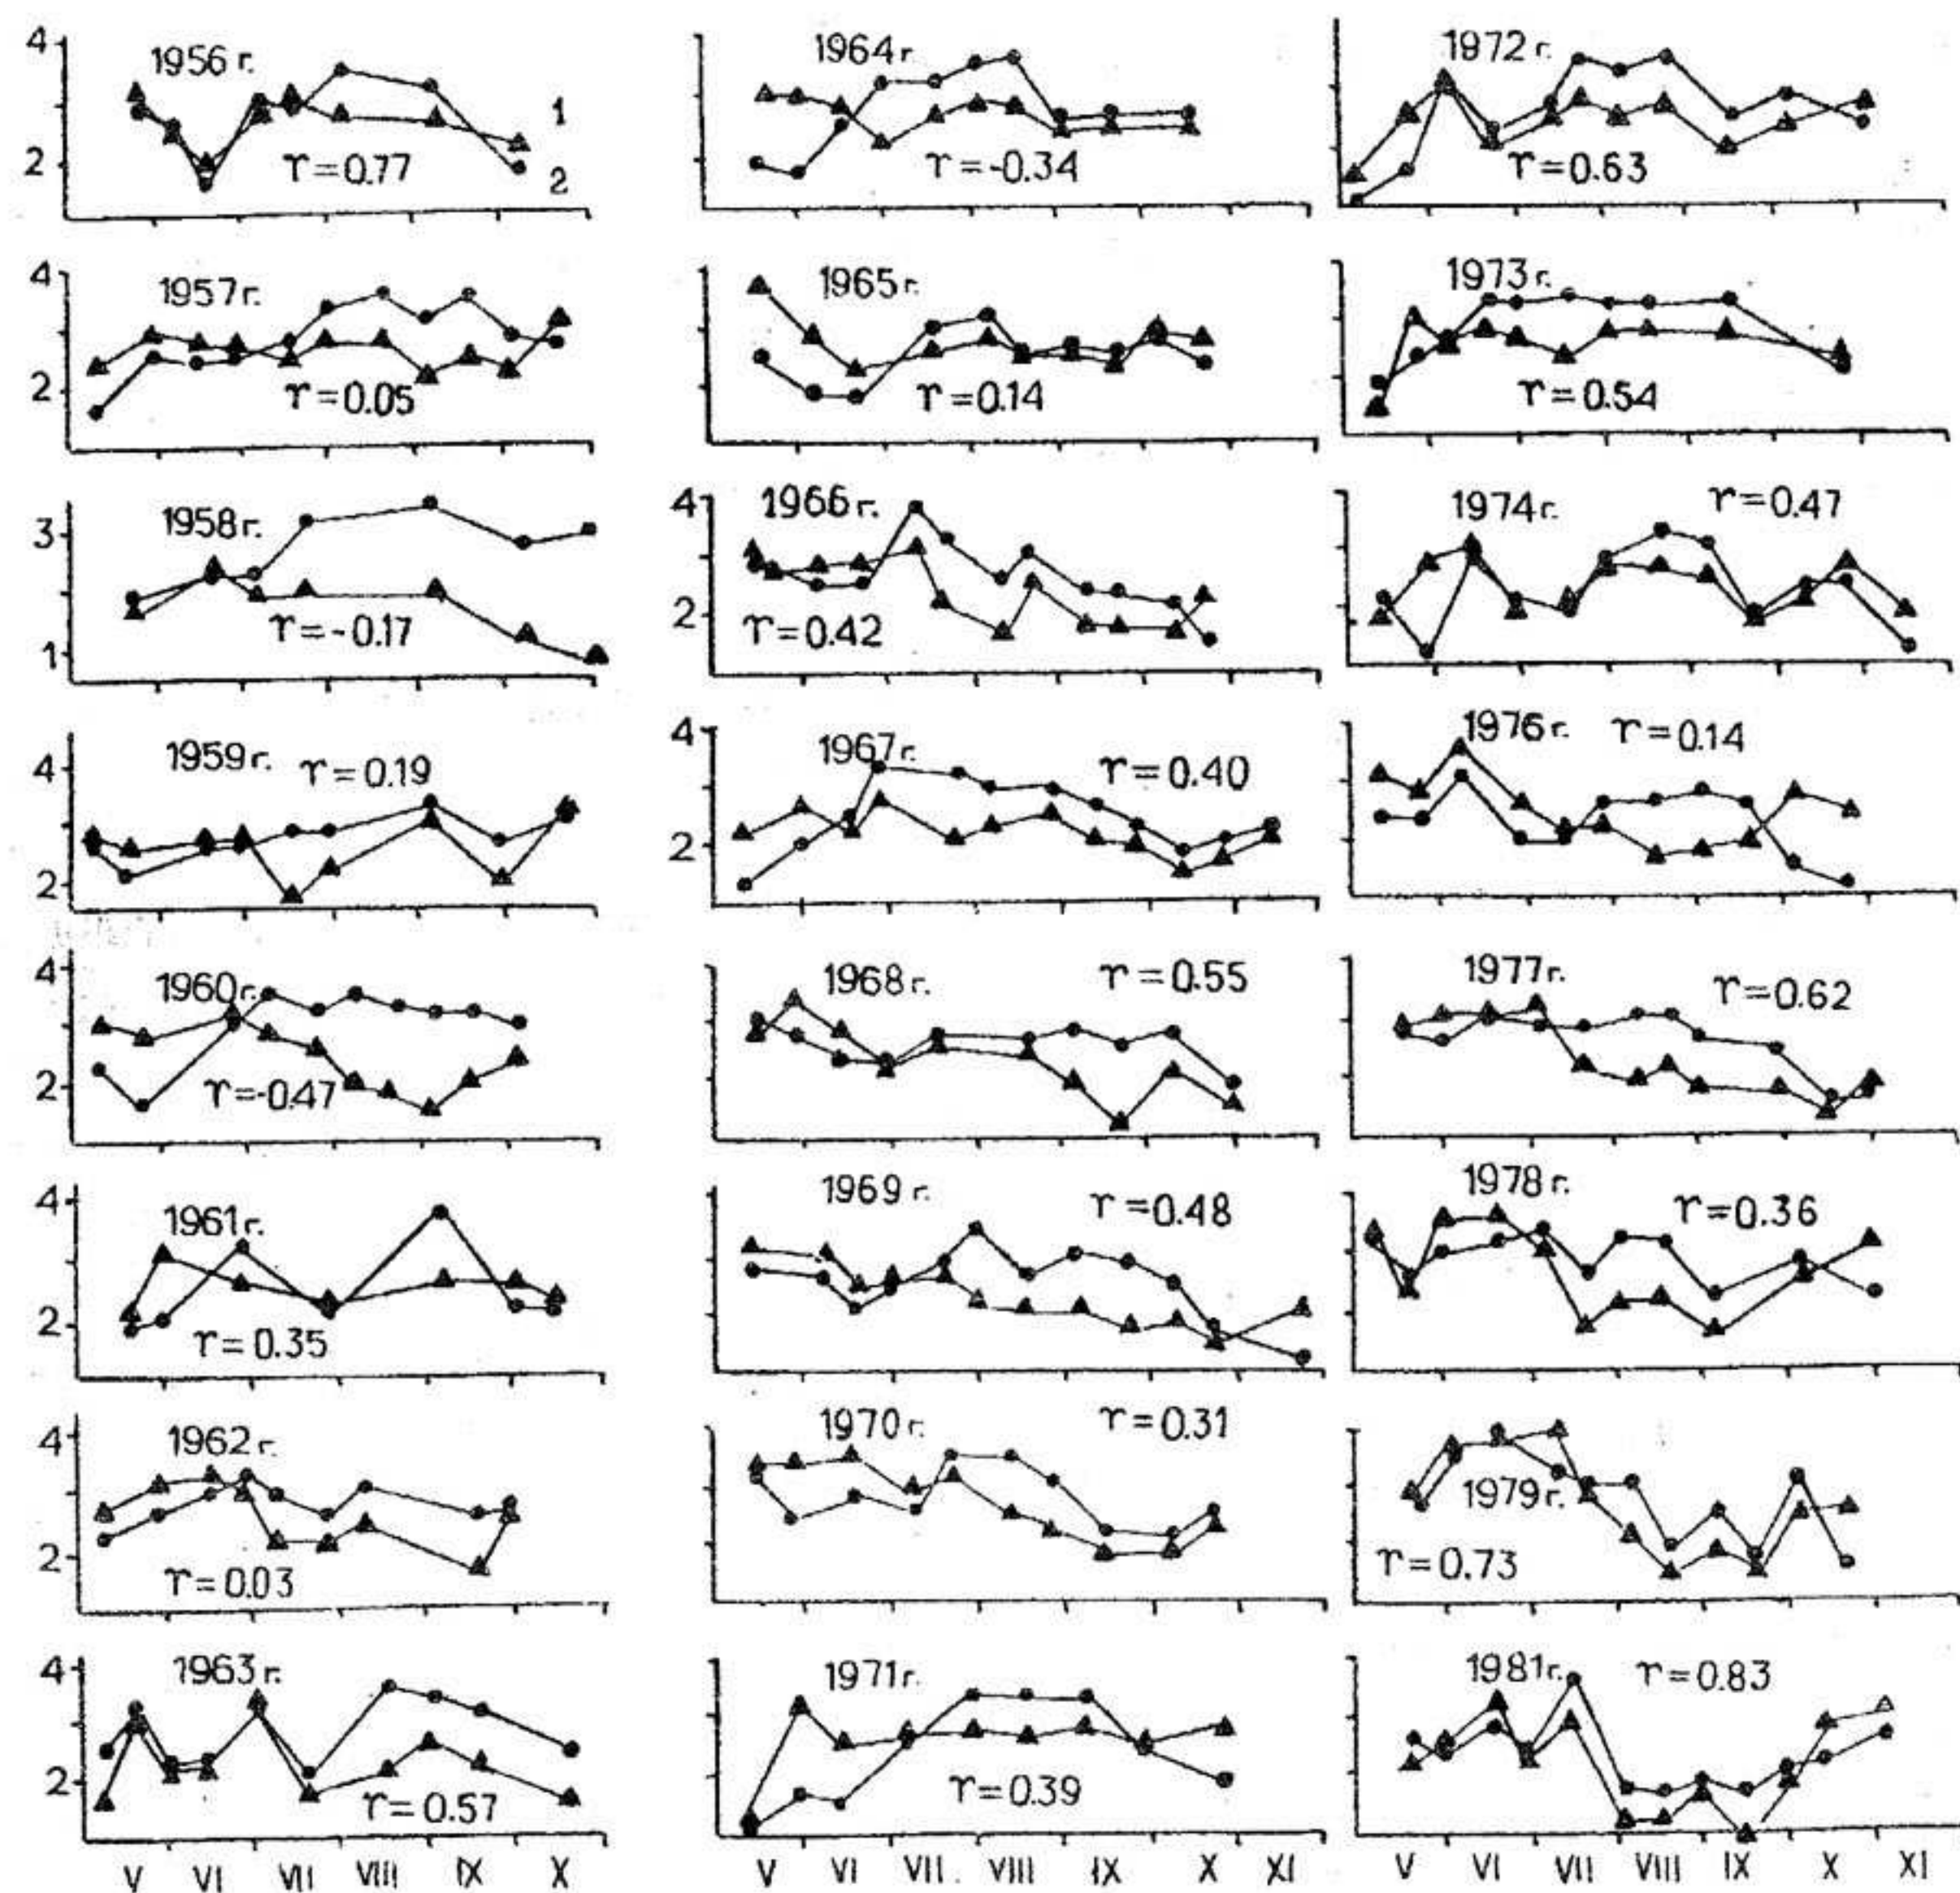 4
2
1956 г.
1
2
r=0.77
4
2
1957 г.
r=0.05
3
1
1958 г.
r=-0.17
4
2
1959 г. r=0.19
4
2
1960 г.
r=-0.47
4
2
1961 г.
r=0.35
4
2
1962 г.
r=0.03
4
2
1963 г.
r=0.57
V VI VII VIII IX X
1964 г.
r=-0.34
1965 г.
r=0.14
4
2
1966 г.
r=0.42
4
2
1967 г.
r=0.40
1968 г.
r=0.55
1969 г.
r=0.48
1970 г. r=0.31
1971 г.
r=0.39
V VI VII VIII IX X XI
1972 г.
r=0.63
1973 г.
r=0.54
1974 г. r=0.47
1976 г. r=0.14
1977 г.
r=0.62
1978 г.
r=0.36
1979 г.
r=0.73
1981 г. r=0.83
V VI VII VIII IX X XI